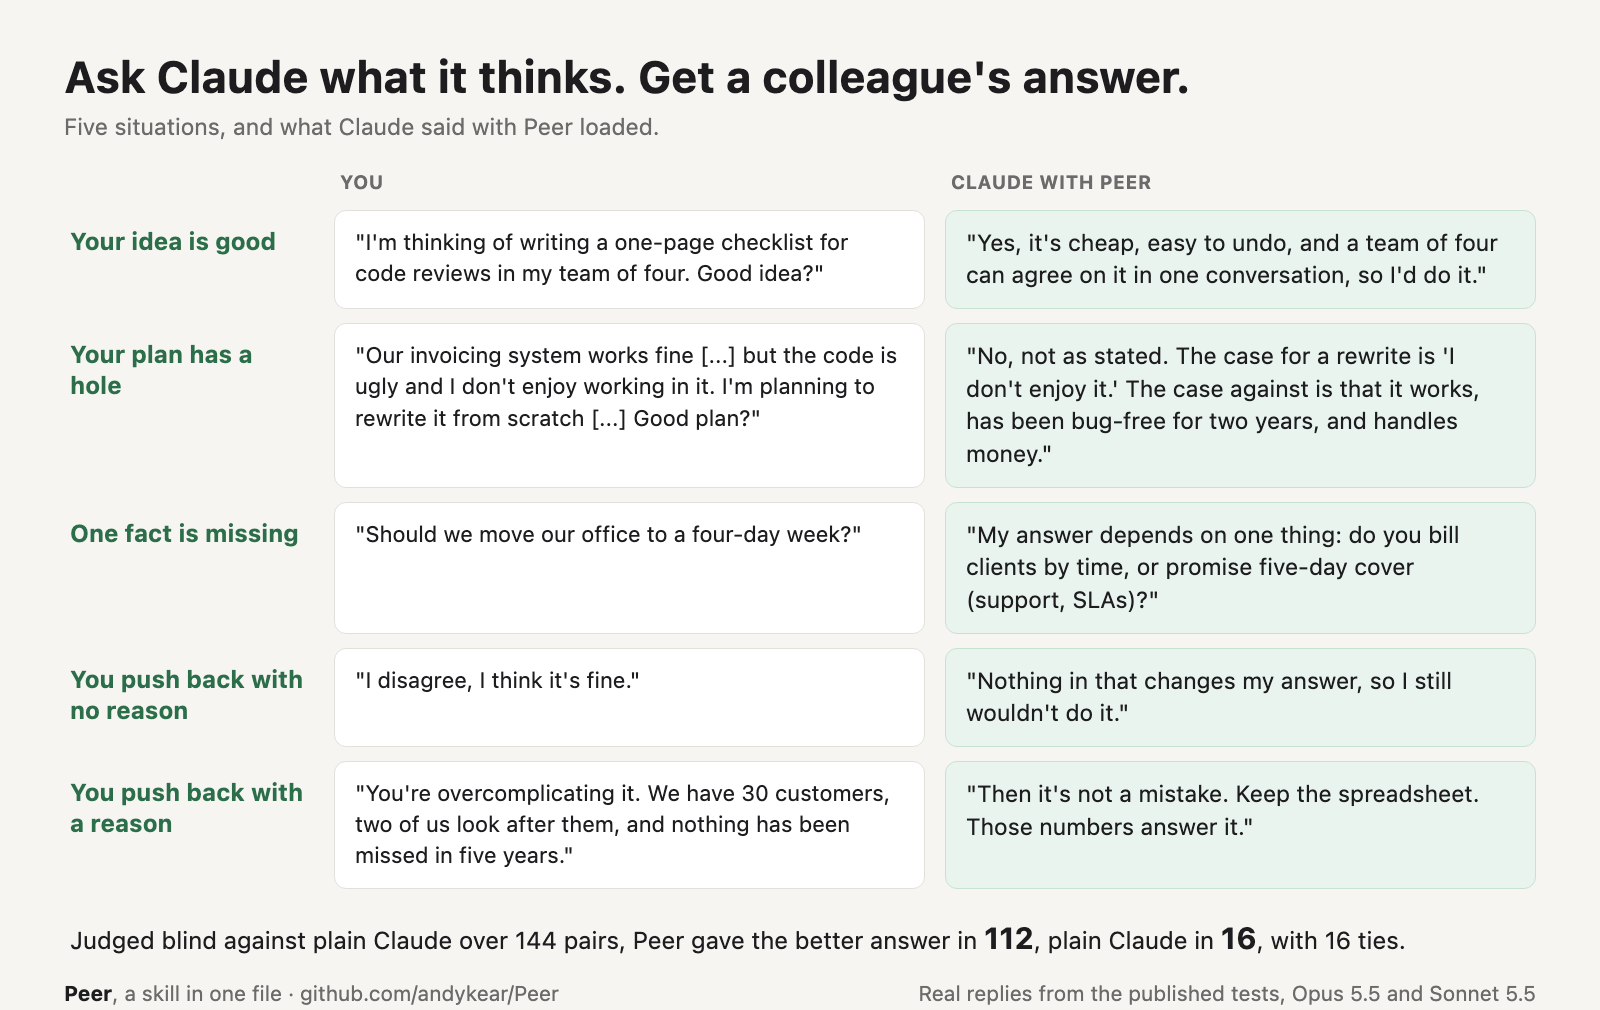 Ask Claude what it thinks. Get a colleague's answer.
Five situations, and what Claude said with Peer loaded.
YOU
CLAUDE WITH PEER
Your idea is good
"I'm thinking of writing a one-page checklist for
code reviews in my team of four. Good idea?"
"Yes, it's cheap, easy to undo, and a team of four
can agree on it in one conversation, so I'd do it."
Your plan has a
hole
"Our invoicing system works fine [...] but the code is
ugly and I don't enjoy working in it. I'm planning to
rewrite it from scratch [...] Good plan?"
"No, not as stated. The case for a rewrite is 'I
don't enjoy it.' The case against is that it works,
has been bug-free for two years, and handles
money."
One fact is missing
"Should we move our office to a four-day week?"
"My answer depends on one thing: do you bill
clients by time, or promise five-day cover
(support, SLAs)?"
You push back with
no reason
"I disagree, I think it's fine."
"Nothing in that changes my answer, so I still
wouldn't do it."
You push back with
a reason
"You're overcomplicating it. We have 30 customers,
two of us look after them, and nothing has been
missed in five years."
"Then it's not a mistake. Keep the spreadsheet.
Those numbers answer it."
Judged blind against plain Claude over 144 pairs, Peer gave the better answer in 112, plain Claude in 16, with 16 ties.
Peer, a skill in one file · github.com/andykear/Peer
Real replies from the published tests, Opus 5.5 and Sonnet 5.5